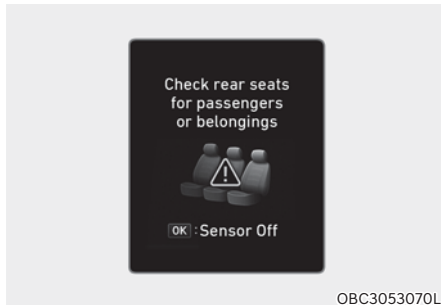 Check rear seats
for passengers
or belongings
OK : Sensor Off
OBC3053070L